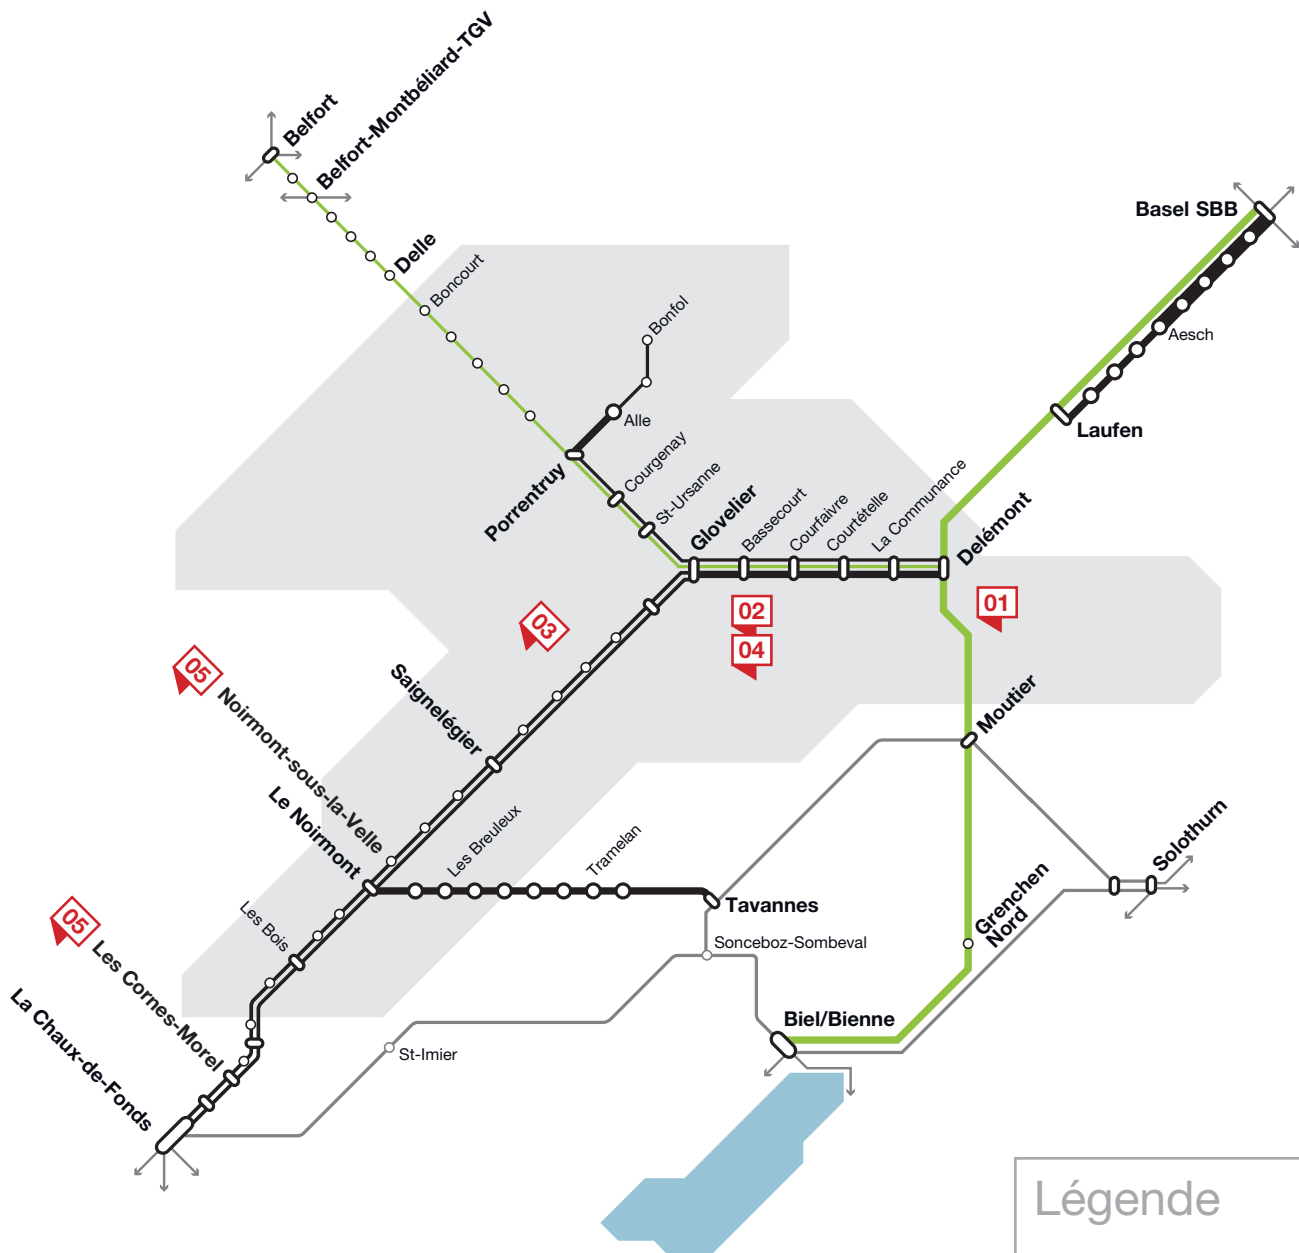 Belfort
Belfort-Montbéliard-TGV
Delle
Boncourt
Basel SBB
Aesch
Laufen
Bonfol
Alle
Porrentruy
Courgenay
St-Ursanne
Glovelier
Bassecourt
Courfaivre
Courtételle
La Communance
Delémont
01
02
04
03
05
Noirmont-sous-la-Velle
Saignelégier
Le Noirmont
Les Breuleux
Tramelan
Moutier
Solothurn
Tavannes
Grenchen
Nord
Sonceboz-Sombeval
Les Bois
05
Les Cornes-Morel
La Chaux-de-Fonds
Biel/Bienne
St-Imier
Légende